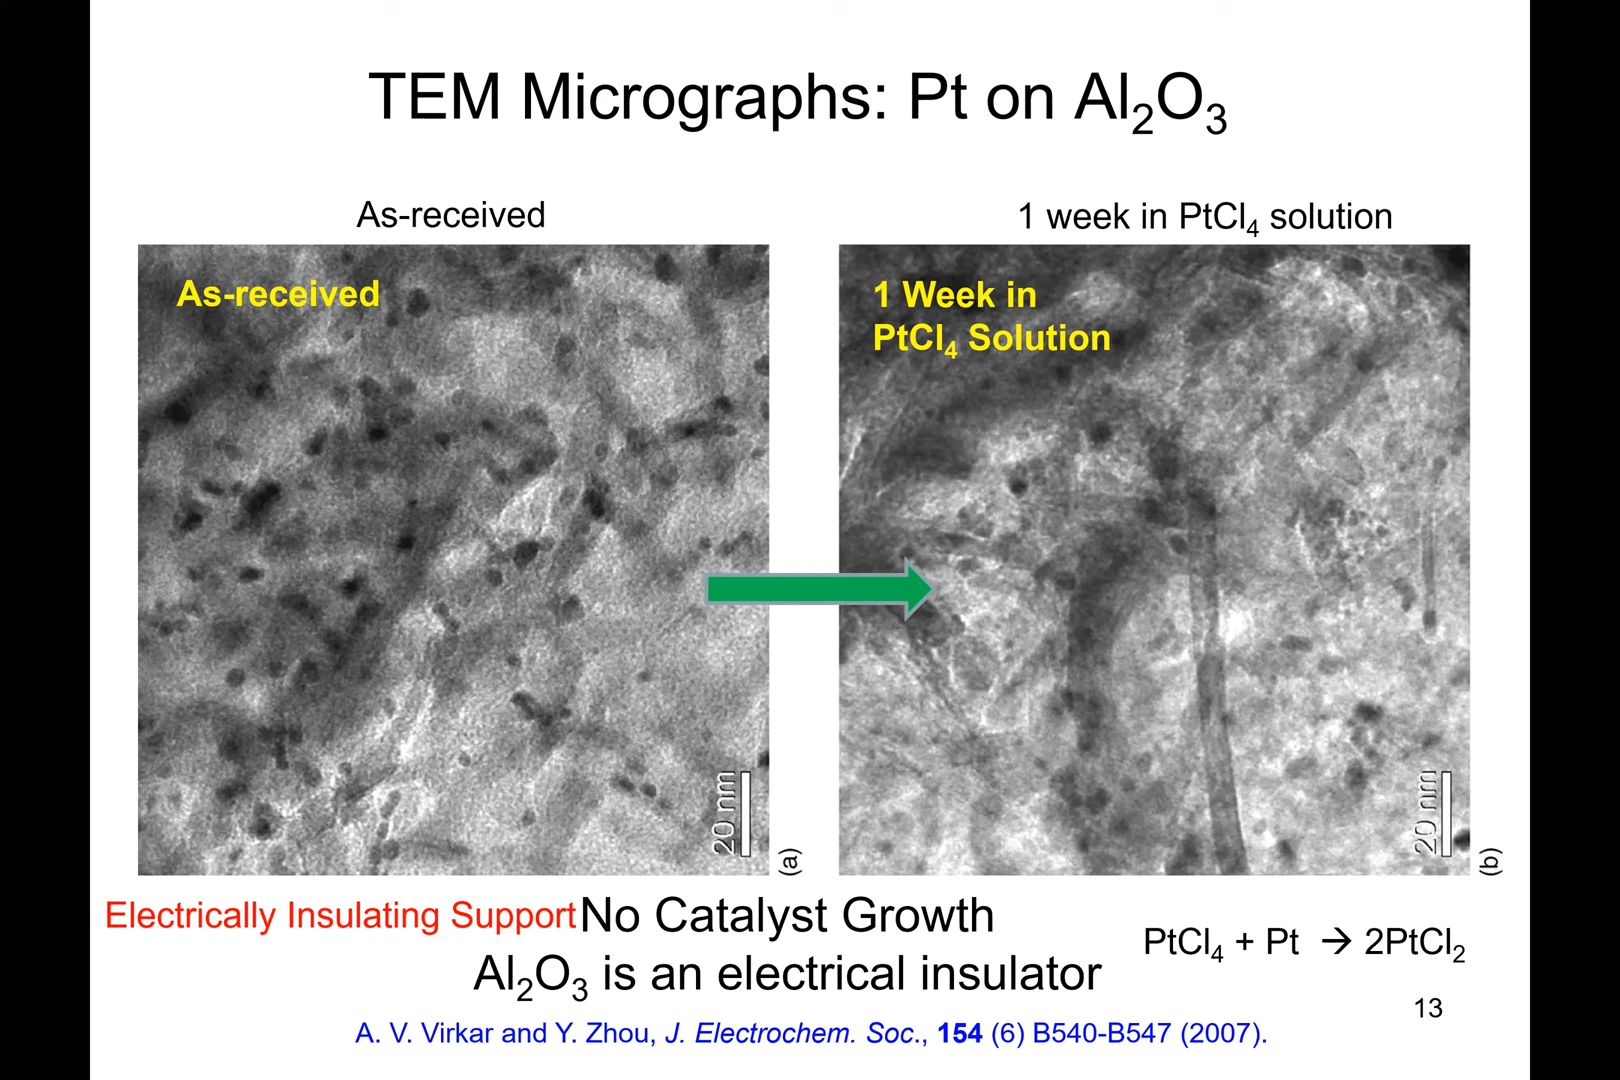 TEM Micrographs: Pt on Al₂O₃
As-received
1 week in PtCl₄ solution
As-received
1 Week in
PtCl₄ Solution
20 nm
(a)
20 nm
(b)
Electrically Insulating Support
No Catalyst Growth
Al₂O₃ is an electrical insulator
PtCl₄ + Pt → 2PtCl₂
13
A. V. Virkar and Y. Zhou, J. Electrochem. Soc., 154 (6) B540-B547 (2007).